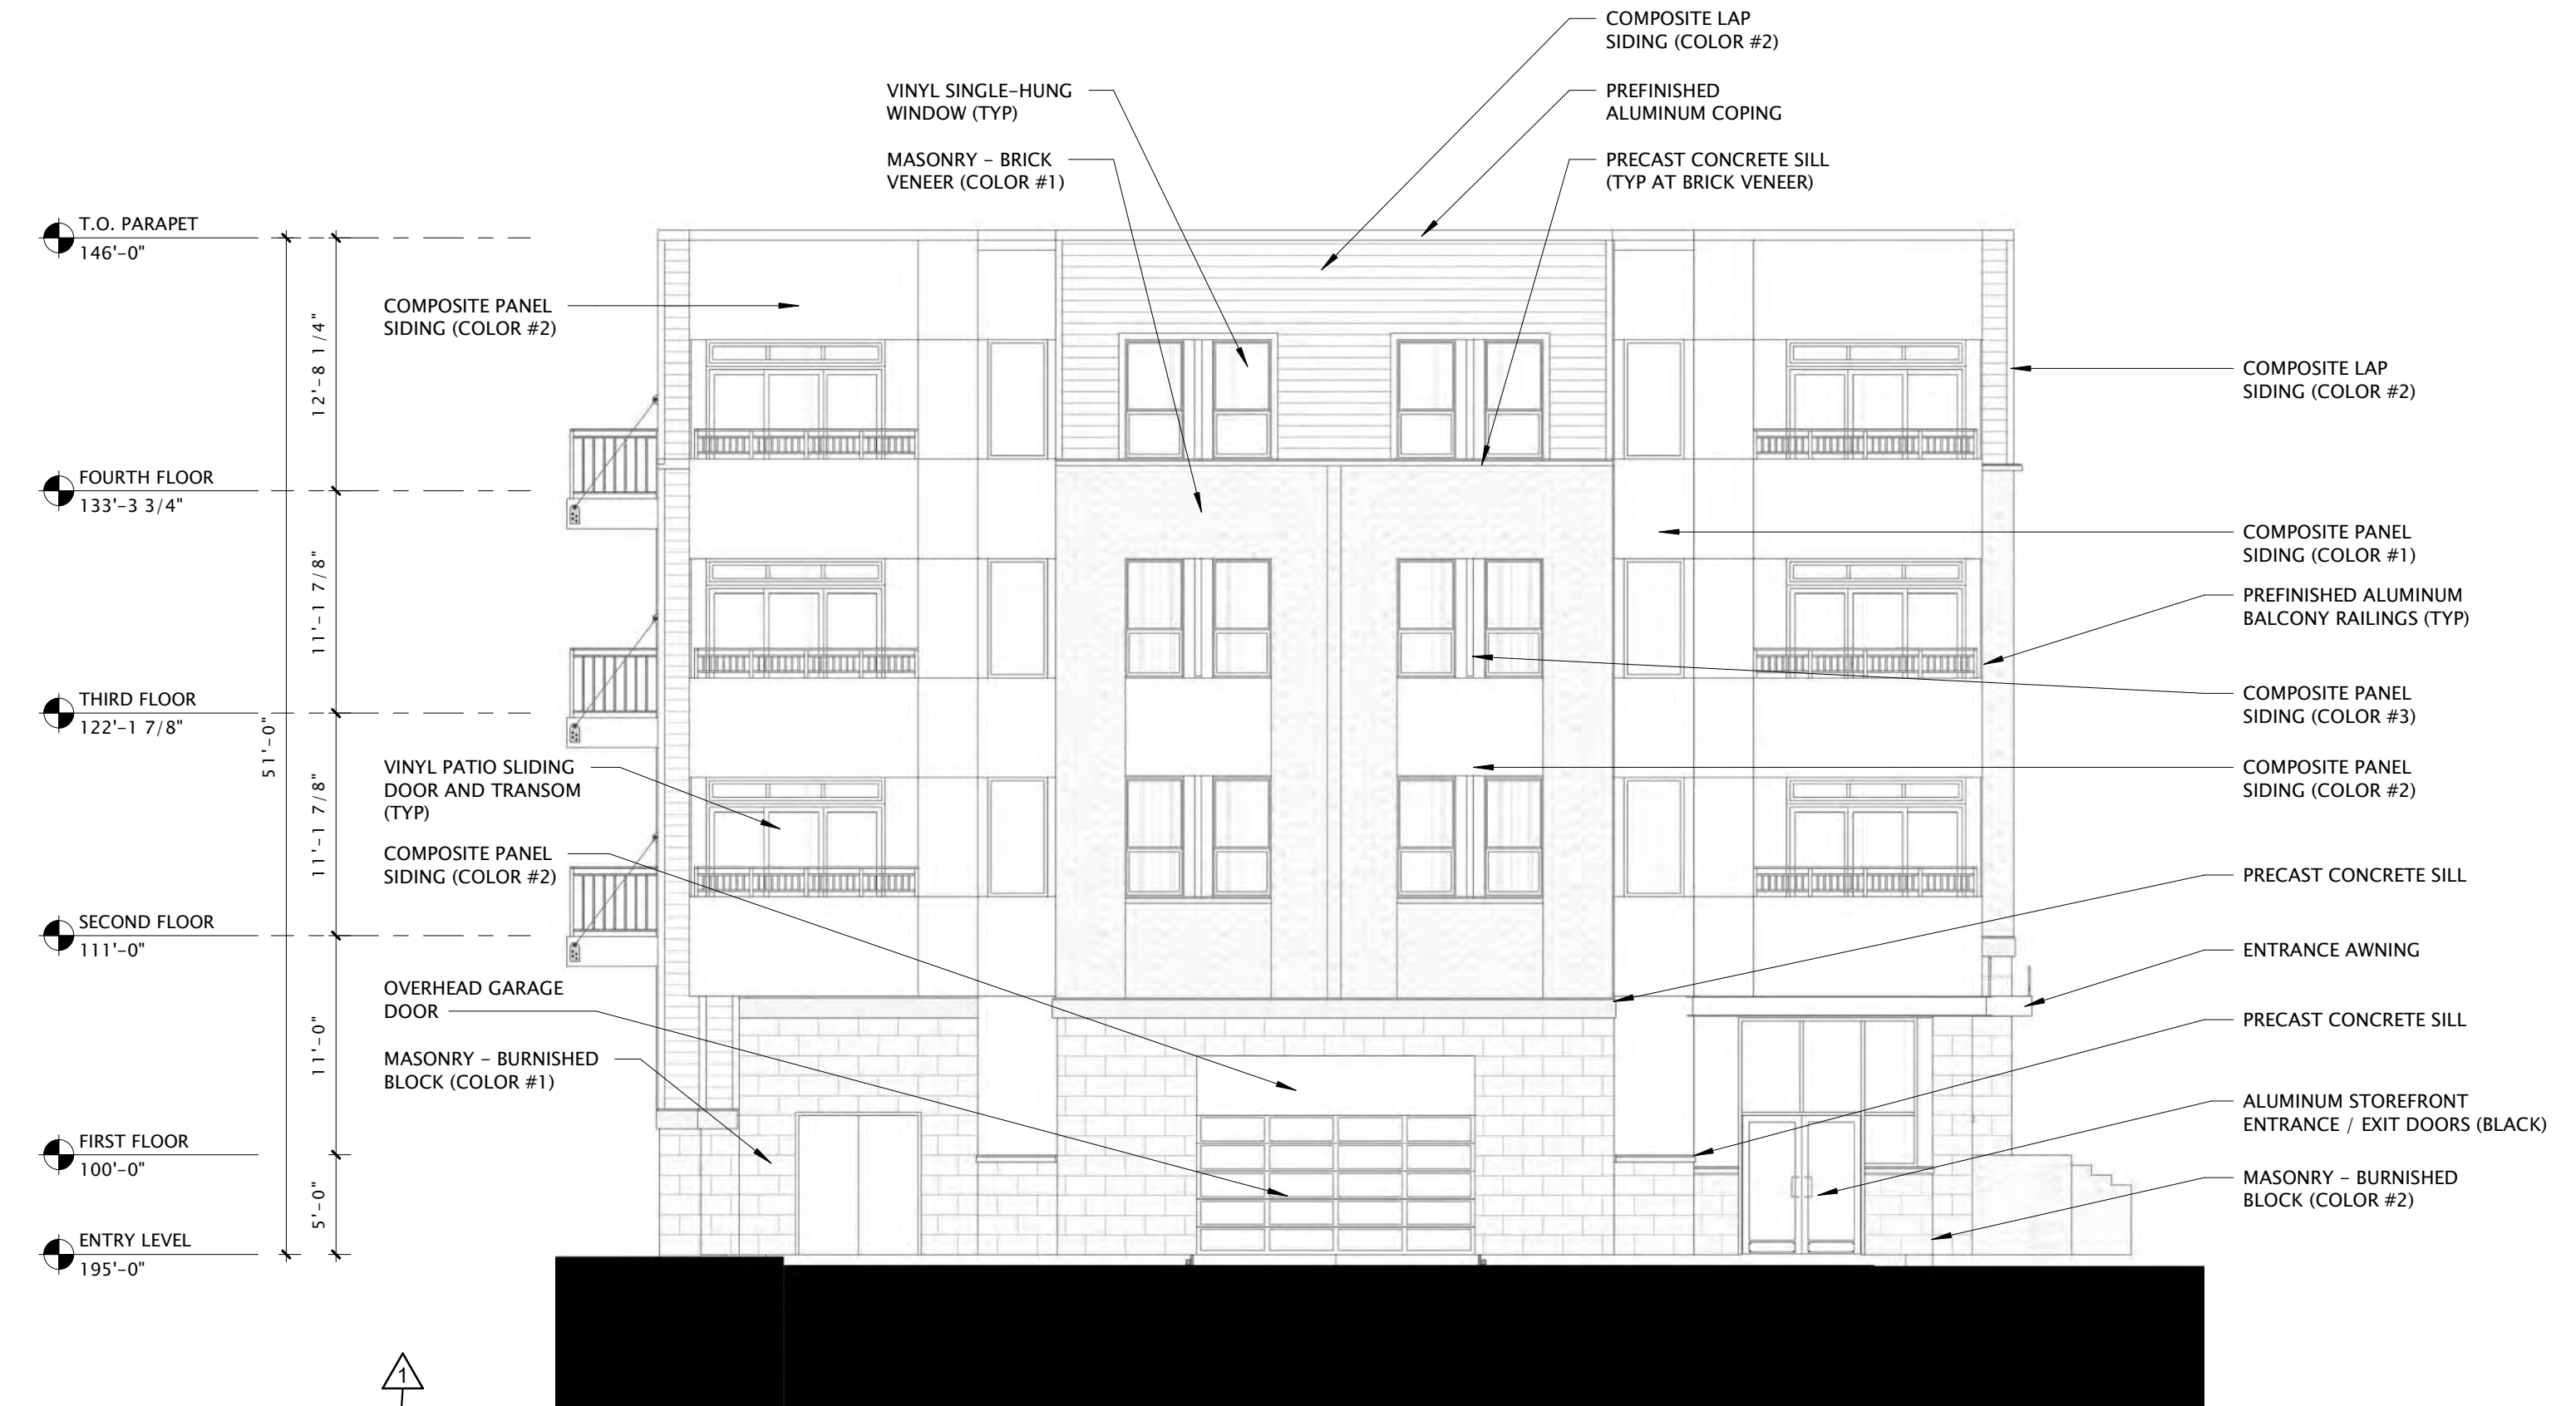 COMPOSITE LAP
SIDING (COLOR #2)
VINYL SINGLE-HUNG
WINDOW (TYP)
PREFINISHED
ALUMINUM COPING
MASONRY - BRICK
VENEER (COLOR #1)
PRECAST CONCRETE SILL
(TYP AT BRICK VENEER)
T.O. PARAPET
146'-0"
COMPOSITE PANEL
SIDING (COLOR #2)
12'-8 1/4"
COMPOSITE LAP
SIDING (COLOR #2)
FOURTH FLOOR
133'-3 3/4"
COMPOSITE PANEL
SIDING (COLOR #1)
11'-1 7/8"
PREFINISHED ALUMINUM
BALCONY RAILINGS (TYP)
THIRD FLOOR
122'-1 7/8"
COMPOSITE PANEL
SIDING (COLOR #3)
51'-0"
VINYL PATIO SLIDING
DOOR AND TRANSOM
(TYP)
COMPOSITE PANEL
SIDING (COLOR #2)
11'-1 7/8"
COMPOSITE PANEL
SIDING (COLOR #2)
PRECAST CONCRETE SILL
SECOND FLOOR
111'-0"
ENTRANCE AWNING
OVERHEAD GARAGE
DOOR
PRECAST CONCRETE SILL
11'-0"
MASONRY - BURNISHED
BLOCK (COLOR #1)
ALUMINUM STOREFRONT
ENTRANCE / EXIT DOORS (BLACK)
FIRST FLOOR
100'-0"
MASONRY - BURNISHED
BLOCK (COLOR #2)
5'-0"
ENTRY LEVEL
195'-0"
1